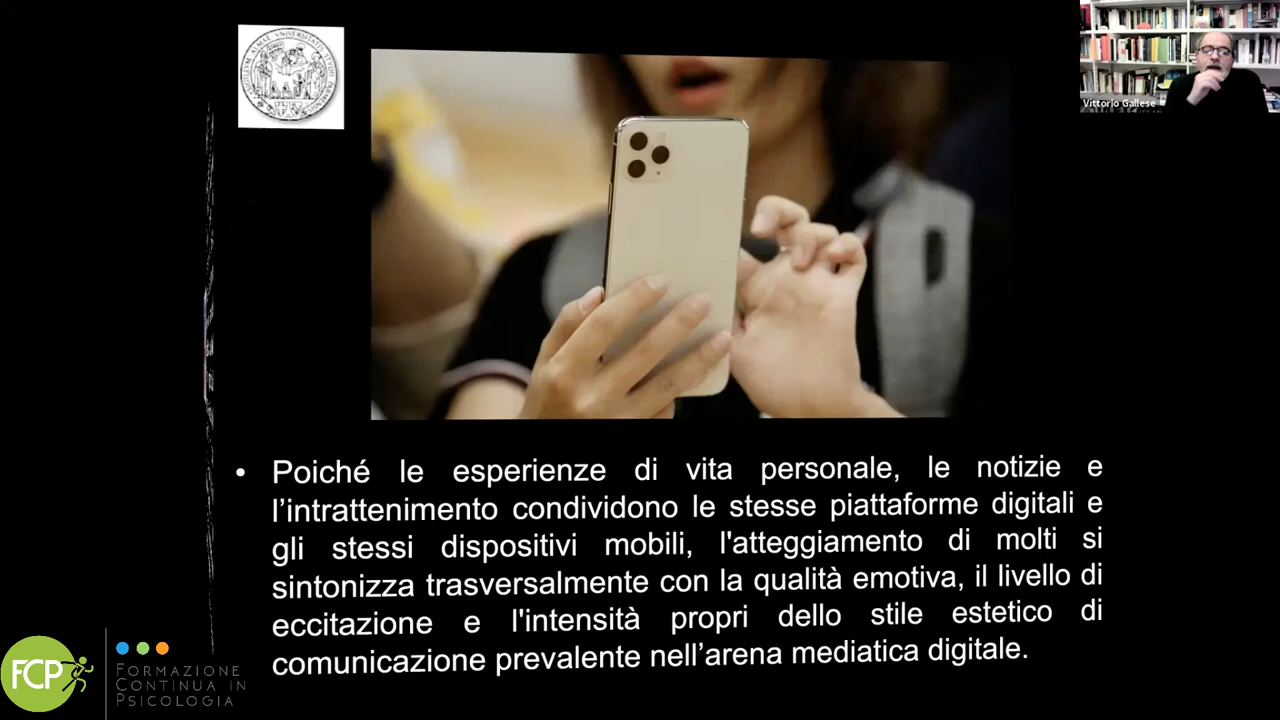 Vittorio Gallese
• Poiché le esperienze di vita personale, le notizie e
l’intrattenimento condividono le stesse piattaforme digitali e
gli stessi dispositivi mobili, l'atteggiamento di molti si
sintonizza trasversalmente con la qualità emotiva, il livello di
eccitazione e l'intensità propri dello stile estetico di
comunicazione prevalente nell’arena mediatica digitale.
FCP
FORMAZIONE
CONTINUA IN
PSICOLOGIA